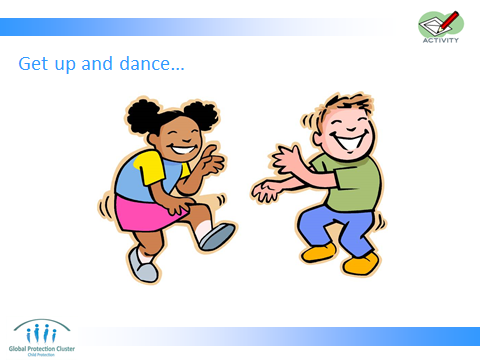 ACTIVITY
Get up and dance...
Global Protection Cluster
Child Protection